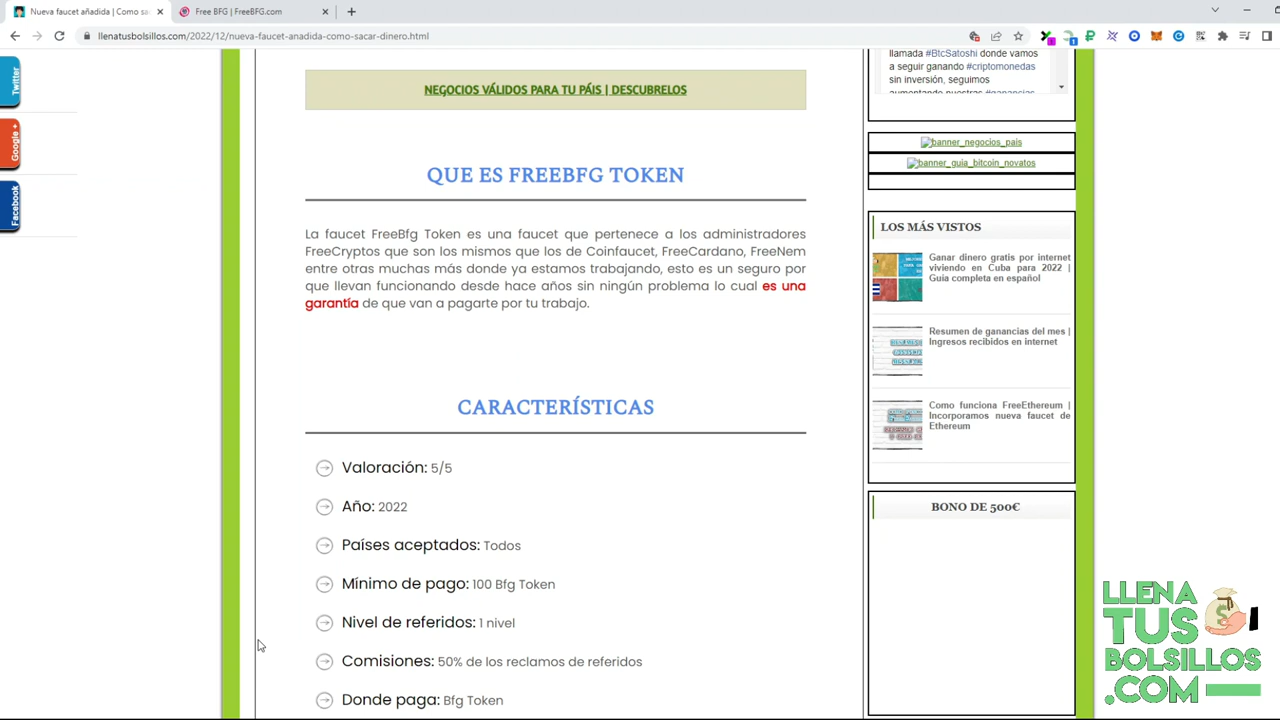 Nueva faucet añadida | Como sa
Free BFG | FreeBFG.com
llenatusbolsillos.com/2022/12/nueva-faucet-anadida-como-sacar-dinero.html
Twitter
Google +
Facebook
NEGOCIOS VÁLIDOS PARA TU PÁIS | DESCUBRELOS
QUE ES FREEBFG TOKEN
La faucet FreeBfg Token es una faucet que pertenece a los administradores
FreeCryptos que son los mismos que los de Coinfaucet, FreeCardano, FreeNem
entre otras muchas más donde ya estamos trabajando, esto es un seguro por
que llevan funcionando desde hace años sin ningún problema lo cual es una
garantía de que van a pagarte por tu trabajo.
CARACTERÍSTICAS
Valoración: 5/5
Año: 2022
Países aceptados: Todos
Mínimo de pago: 100 Bfg Token
Nivel de referidos: 1 nivel
Comisiones: 50% de los reclamos de referidos
Donde paga: Bfg Token
llamada #BtcSatoshi donde vamos
a seguir ganando #criptomonedas
sin inversión, seguimos
aumentando nuestras #ganancias
banner_negocios_pais
banner_guia_bitcoin_novatos
LOS MÁS VISTOS
Ganar dinero gratis por internet
viviendo en Cuba para 2022 |
Guía completa en español
Resumen de ganancias del mes |
Ingresos recibidos en internet
Como funciona FreeEthereum |
Incorporamos nueva faucet de
Ethereum
BONO DE 500€
LLENA
TUS
BOLSILLOS
.COM